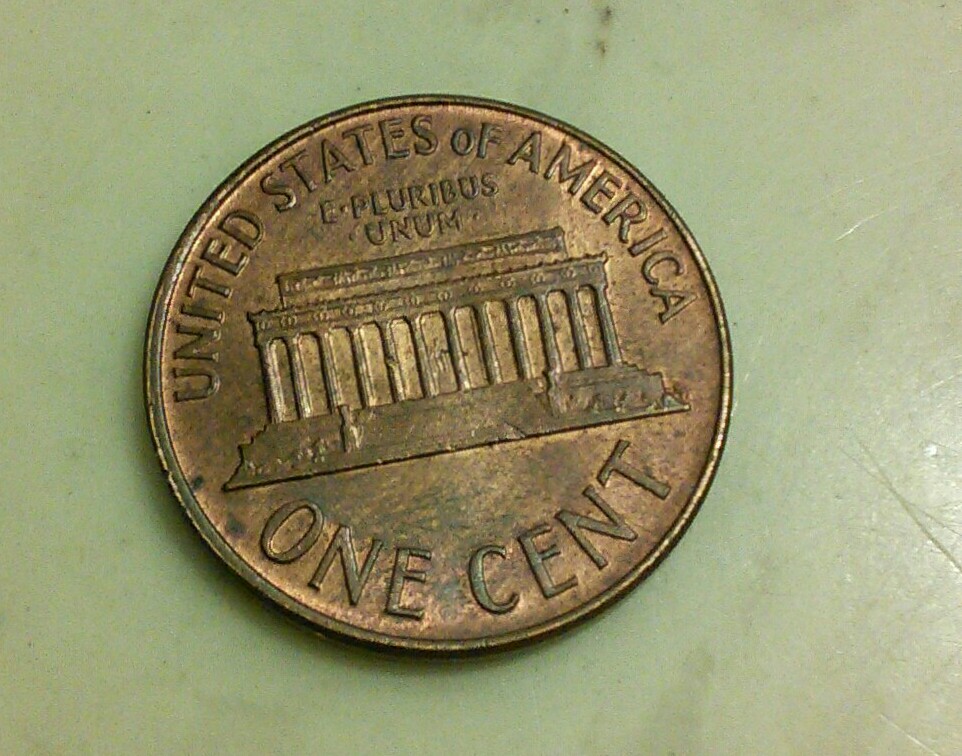 UNITED STATES OF AMERICA
E·PLURIBUS
·UNUM·
ONE CENT